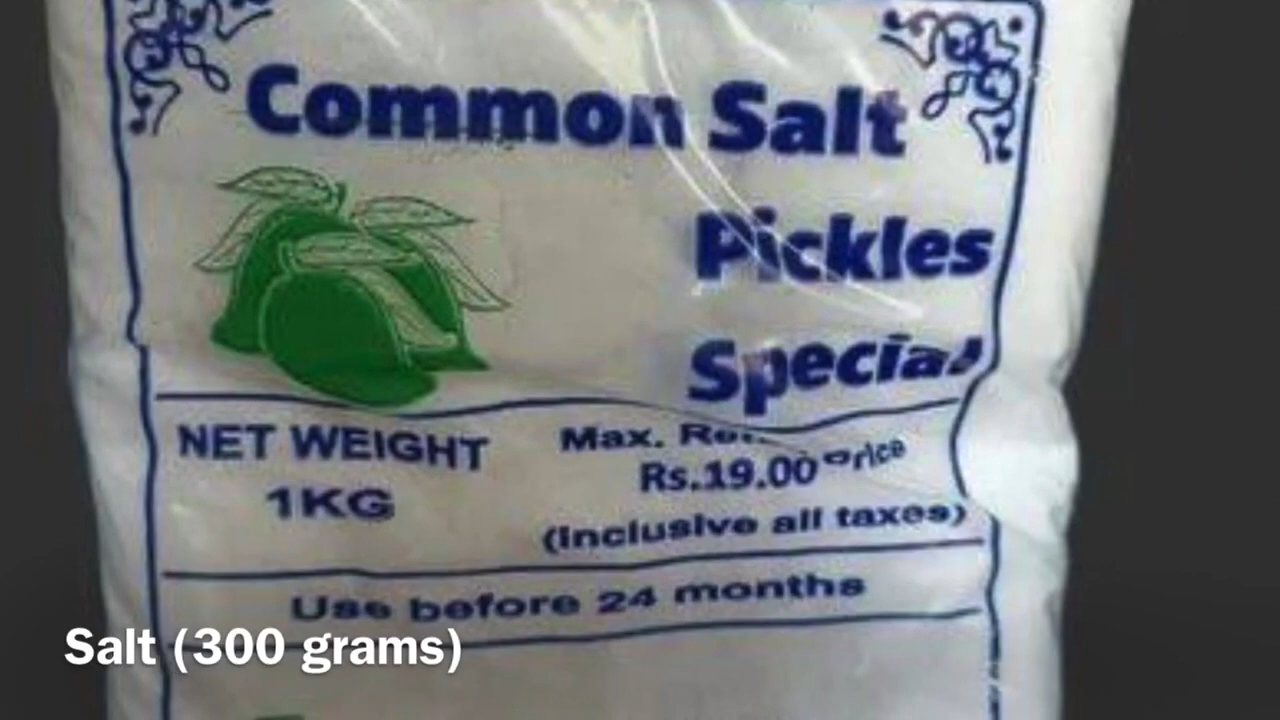 Common Salt
Pickles
Special
NET WEIGHT
1KG
Max.
Price
Rs.19.00
(inclusive all taxes)
Use before 24 months
Salt (300 grams)